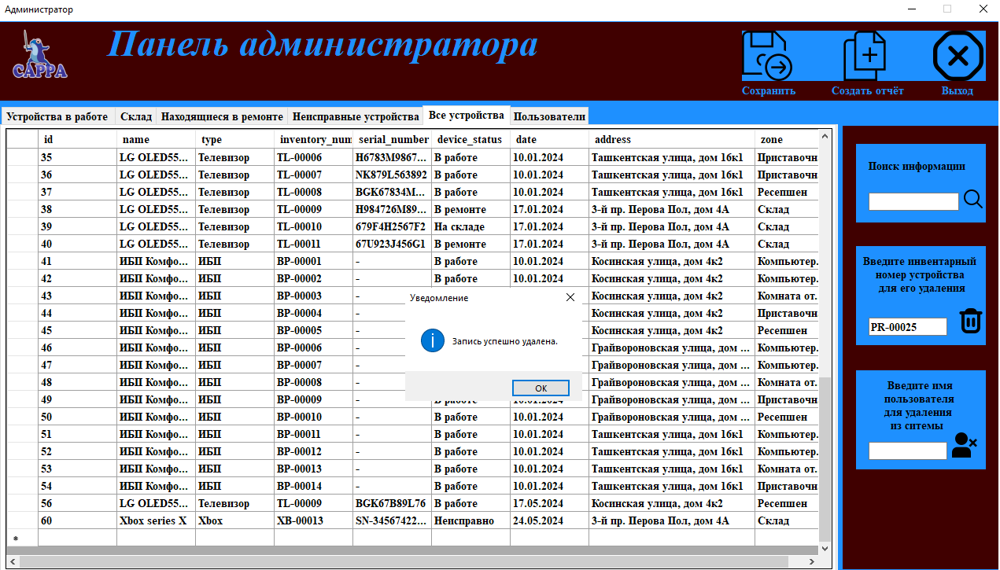 Администратор
САРРА
Панель администратора
Сохранить Создать отчёт Выход
Устройства в работе Склад Находящиеся в ремонте Неисправные устройства Все устройства Пользователи
id name type inventory_num serial_number device_status date address zone
35 LG OLED55... Телевизор TL-00006 H6783M9867... В работе 10.01.2024 Ташкентская улица, дом 16к1 Приставочн
36 LG OLED55... Телевизор TL-00007 NK879L563892 В работе 10.01.2024 Ташкентская улица, дом 16к1 Приставочн
37 LG OLED55... Телевизор TL-00008 BGK67834M... В работе 10.01.2024 Ташкентская улица, дом 16к1 Ресепшен
38 LG OLED55... Телевизор TL-00009 H984726M89... В ремонте 17.01.2024 3-й пр. Перова Пол, дом 4А Склад
39 LG OLED55... Телевизор TL-00010 679F4H2567F2 На складе 17.01.2024 3-й пр. Перова Пол, дом 4А Склад
40 LG OLED55... Телевизор TL-00011 67U923J456G1 В ремонте 17.01.2024 3-й пр. Перова Пол, дом 4А Склад
41 ИБП Комфо... ИБП BP-00001 - В работе 10.01.2024 Косинская улица, дом 4к2 Компьютер.
42 ИБП Комфо... ИБП BP-00002 - В работе 10.01.2024 Косинская улица, дом 4к2 Компьютер.
43 ИБП Комфо... ИБП BP-00003 - Косинская улица, дом 4к2 Комната от.
44 ИБП Комфо... ИБП BP-00004 - Косинская улица, дом 4к2 Приставочн
45 ИБП Комфо... ИБП BP-00005 - Косинская улица, дом 4к2 Ресепшен
46 ИБП Комфо... ИБП BP-00006 - Грайвороновская улица, дом ... Компьютер.
47 ИБП Комфо... ИБП BP-00007 - Грайвороновская улица, дом ... Компьютер.
48 ИБП Комфо... ИБП BP-00008 - Грайвороновская улица, дом ... Комната от.
49 ИБП Комфо... ИБП BP-00009 - В работе 10.01.2024 Грайвороновская улица, дом ... Приставочн
50 ИБП Комфо... ИБП BP-00010 - В работе 10.01.2024 Грайвороновская улица, дом ... Ресепшен
51 ИБП Комфо... ИБП BP-00011 - В работе 10.01.2024 Ташкентская улица, дом 16к1 Компьютер.
52 ИБП Комфо... ИБП BP-00012 - В работе 10.01.2024 Ташкентская улица, дом 16к1 Компьютер.
53 ИБП Комфо... ИБП BP-00013 - В работе 10.01.2024 Ташкентская улица, дом 16к1 Комната от.
54 ИБП Комфо... ИБП BP-00014 - В работе 10.01.2024 Ташкентская улица, дом 16к1 Приставочн
56 LG OLED55... Телевизор TL-00009 BGK67B89L76 В работе 17.05.2024 Косинская улица, дом 4к2 Ресепшен
60 Xbox series X Xbox XB-00013 SN-34567422... Неисправно 24.05.2024 3-й пр. Перова Пол, дом 4А Склад
*
Уведомление
Запись успешно удалена.
OK
Поиск информации
Введите инвентарный
номер устройства
для его удаления
PR-00025
Введите имя
пользователя
для удаления
из ситемы